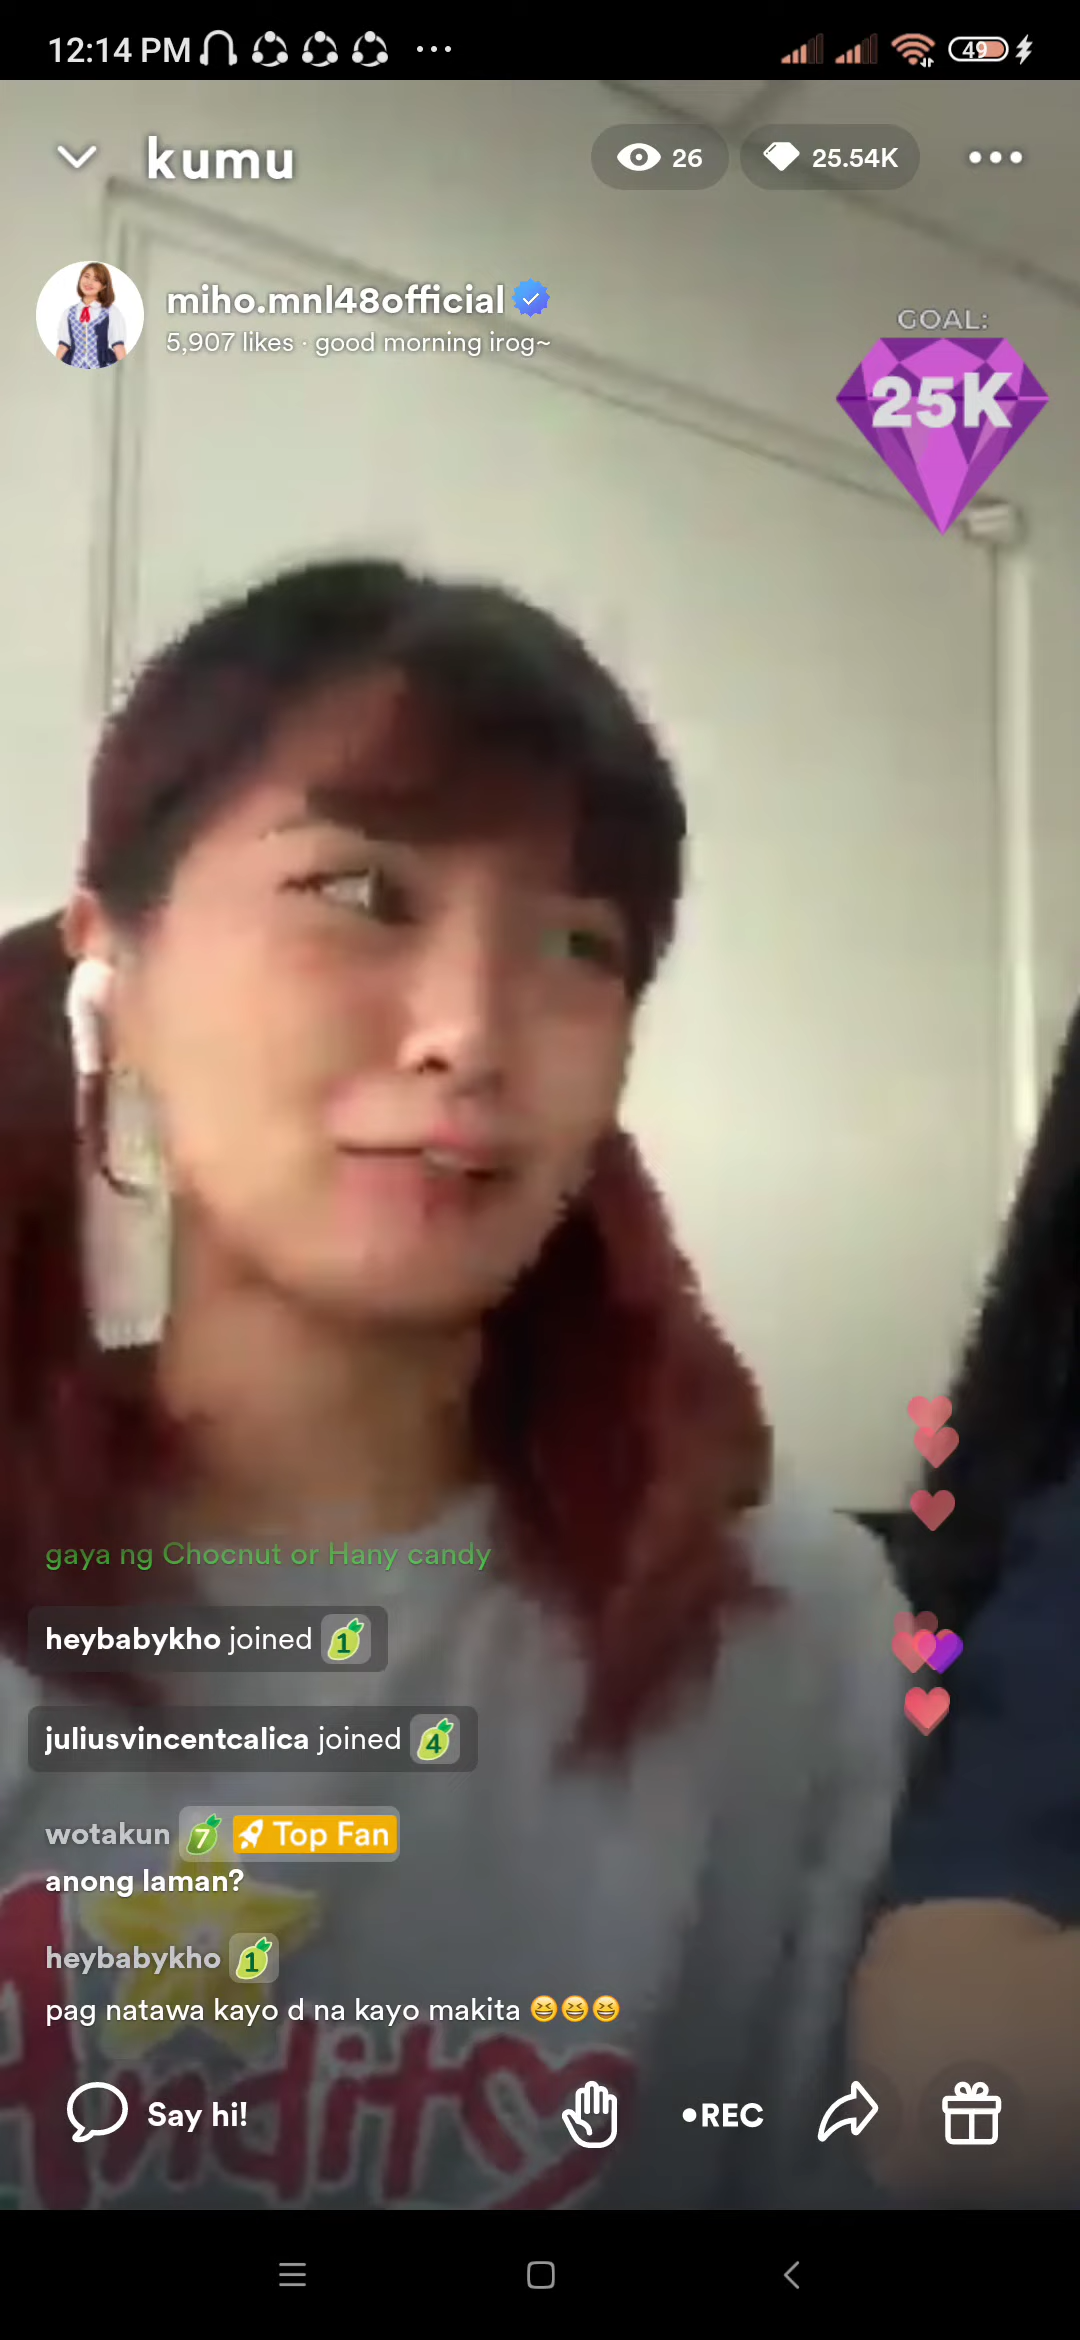 12:14 PM
49
kumu
26
25.54K
miho.mnl48official
5,907 likes · good morning irog~
GOAL:
25K
gaya ng Chocnut or Hany candy
heybabykho joined 1
juliusvincentcalica joined 4
wotakun 7 Top Fan
anong laman?
heybabykho 1
pag natawa kayo d na kayo makita 😆😆😆
Say hi!
•REC